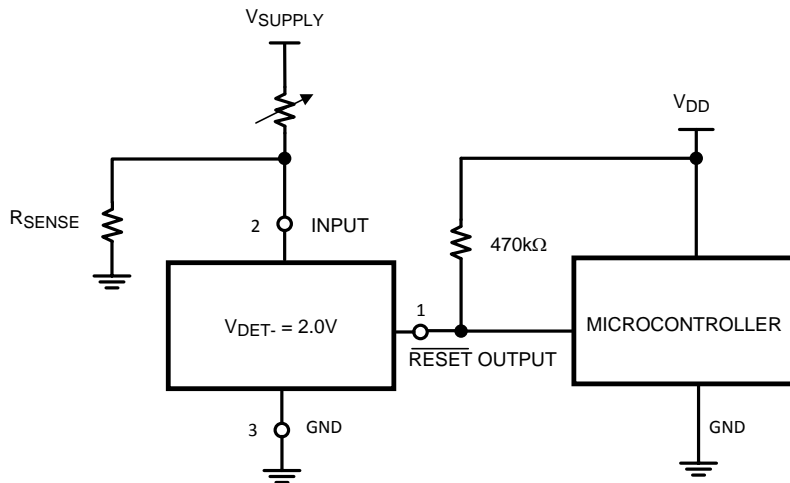 VSUPPLY
VDD
RSENSE
2 INPUT
470kΩ
VDET- = 2.0V
1
RESET OUTPUT
MICROCONTROLLER
3 GND
GND